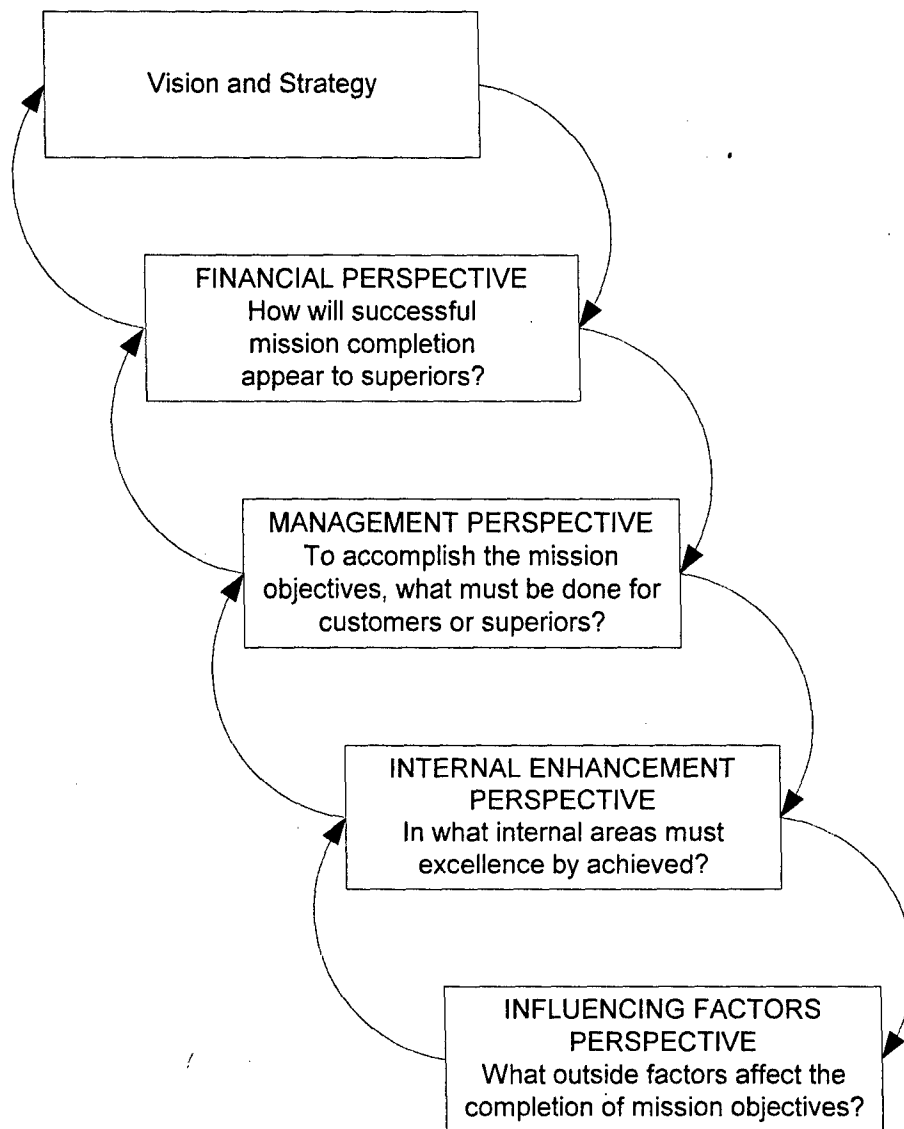 Vision and Strategy
FINANCIAL PERSPECTIVE
How will successful
mission completion
appear to superiors?
MANAGEMENT PERSPECTIVE
To accomplish the mission
objectives, what must be done for
customers or superiors?
INTERNAL ENHANCEMENT
PERSPECTIVE
In what internal areas must
excellence by achieved?
INFLUENCING FACTORS
PERSPECTIVE
What outside factors affect the
completion of mission objectives?